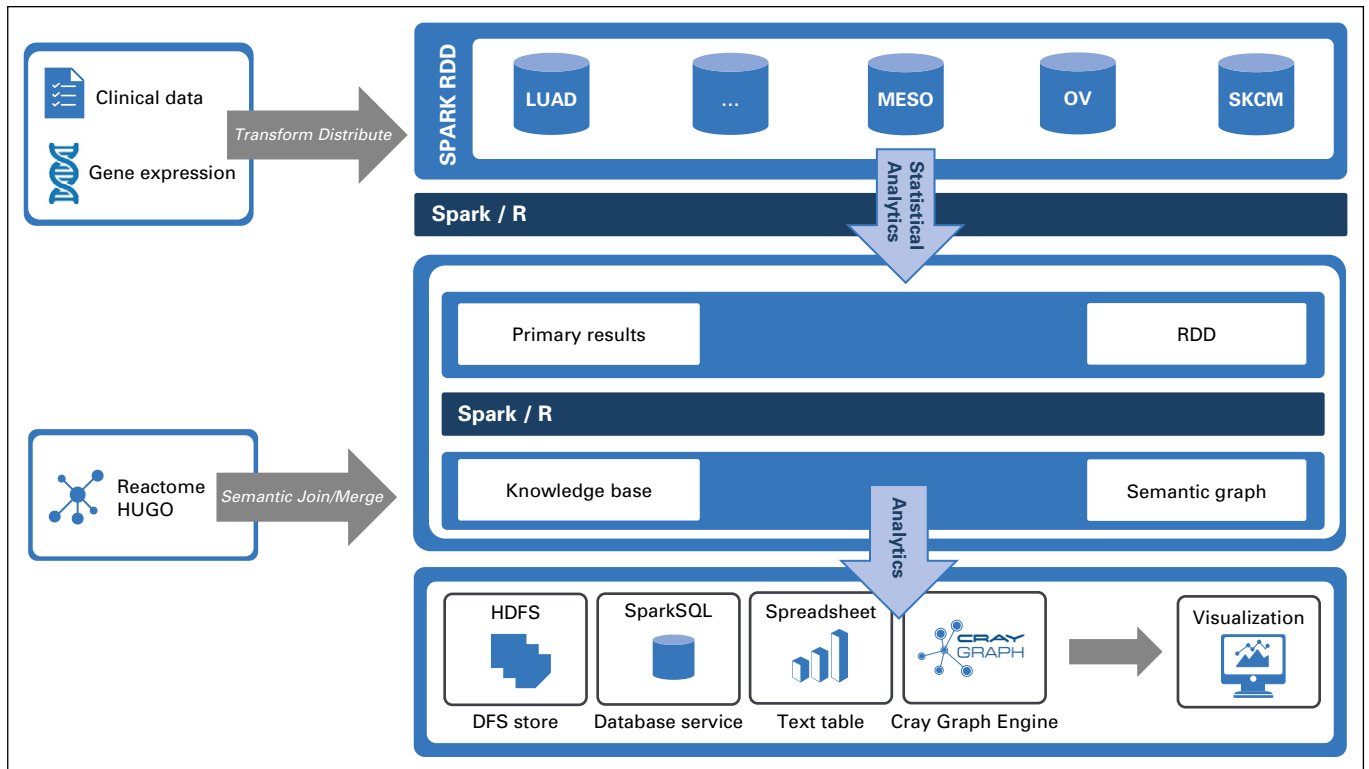 Clinical data
Gene expression
Transform Distribute
SPARK RDD
LUAD
...
MESO
OV
SKCM
Statistical
Analytics
Spark / R
Primary results
RDD
Spark / R
Reactome
HUGO
Semantic Join/Merge
Knowledge base
Semantic graph
Analytics
HDFS
SparkSQL
Spreadsheet
CRAY
GRAPH
Visualization
DFS store
Database service
Text table
Cray Graph Engine